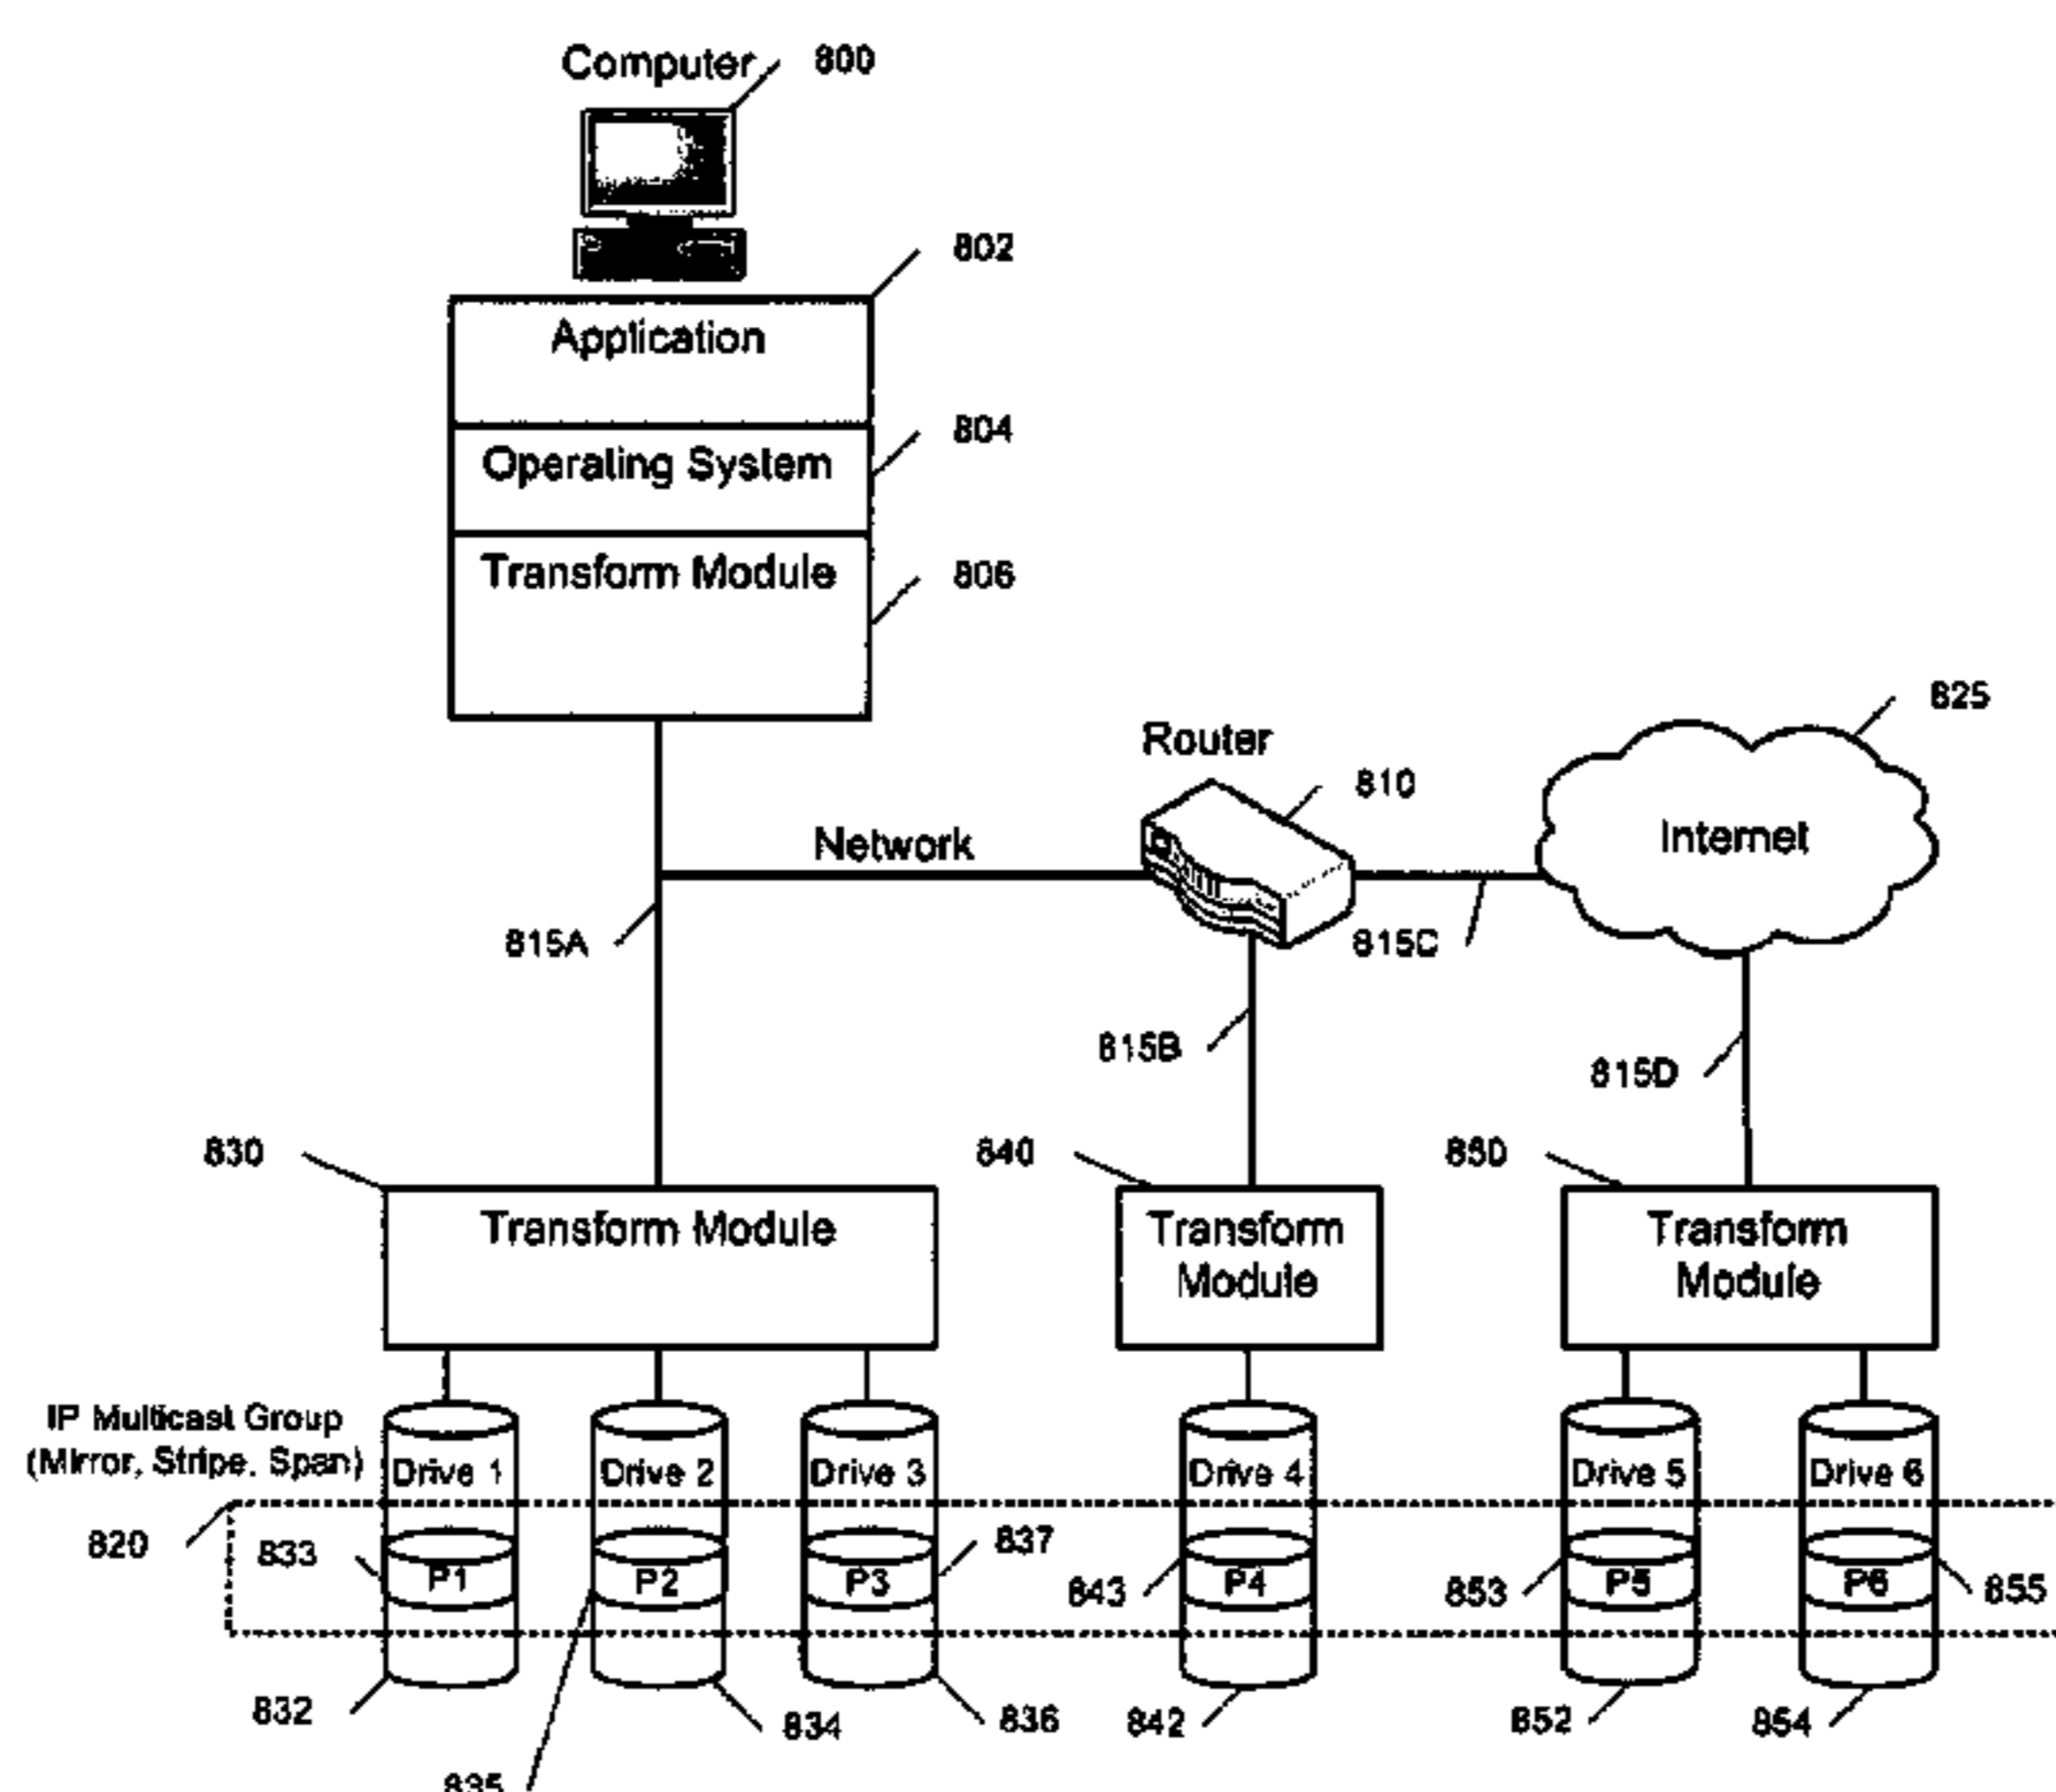 Computer
800
802
Application
804
Operating System
Transform Module
806
825
Router
810
Internet
Network
815A
815C
815B
815D
830
840
850
Transform Module
Transform
Module
Transform
Module
IP Multicast Group
(Mirror, Stripe, Span)
Drive 1
Drive 2
Drive 3
Drive 4
Drive 5
Drive 6
820
833
837
843
853
855
P1
P2
P3
P4
P5
P6
832
834
836
842
852
854
835